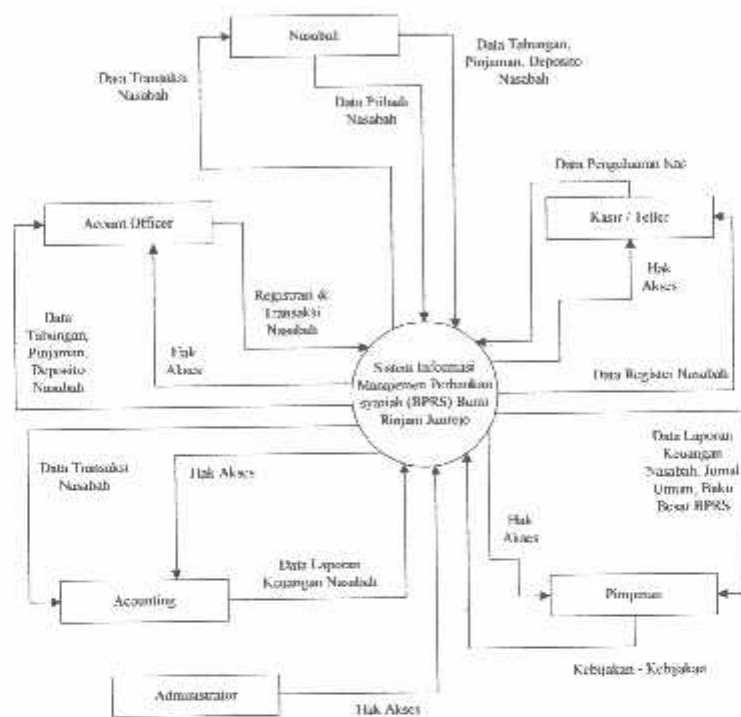 Nasabah
Data Transaksi
Nasabah
Data Pribadi
Nasabah
Data Tabungan,
Pinjaman, Deposito
Nasabah
Data Pengeluaran Kas
Acount Officer
Kasir / Teller
Hak
Akses
Registrasi &
Transaksi
Nasabah
Data
Tabungan,
Pinjaman,
Deposito
Nasabah
Hak
Akses
Sistem Informasi
Manajemen Perbankan
syariah (BPRS) Bumi
Rinjani Junrejo
Data Register Nasabah
Data Transaksi
Nasabah
Hak Akses
Data Laporan
Keuangan
Nasabah, Jurnal
Umum, Buku
Besar BPRS
Hak
Akses
Data Laporan
Keuangan Nasabah
Acounting
Pimpinan
Kebijakan - Kebijakan
Administrator
Hak Akses